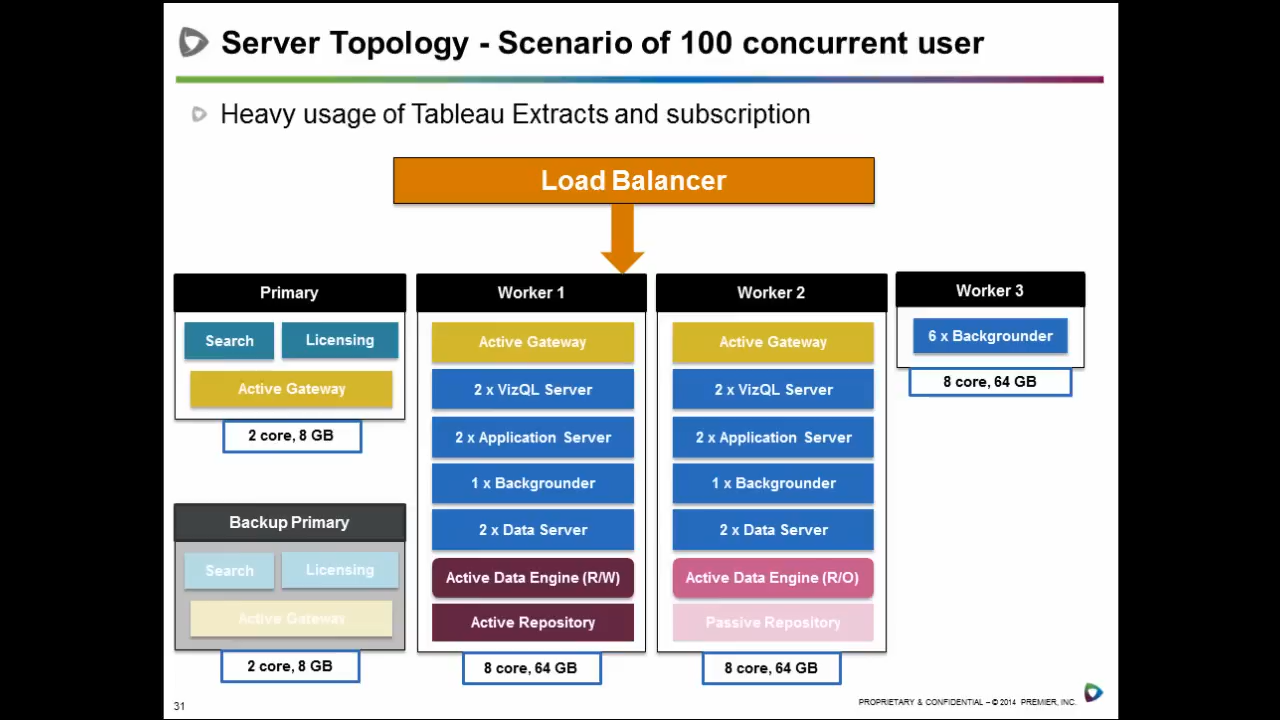 Server Topology - Scenario of 100 concurrent user
Heavy usage of Tableau Extracts and subscription
Load Balancer
Primary
Search
Licensing
Active Gateway
2 core, 8 GB
Backup Primary
Search
Licensing
Active Gateway
2 core, 8 GB
Worker 1
Active Gateway
2 x VizQL Server
2 x Application Server
1 x Backgrounder
2 x Data Server
Active Data Engine (R/W)
Active Repository
8 core, 64 GB
Worker 2
Active Gateway
2 x VizQL Server
2 x Application Server
1 x Backgrounder
2 x Data Server
Active Data Engine (R/O)
Passive Repository
8 core, 64 GB
Worker 3
6 x Backgrounder
8 core, 64 GB
31
PROPRIETARY & CONFIDENTIAL – © 2014 PREMIER, INC.